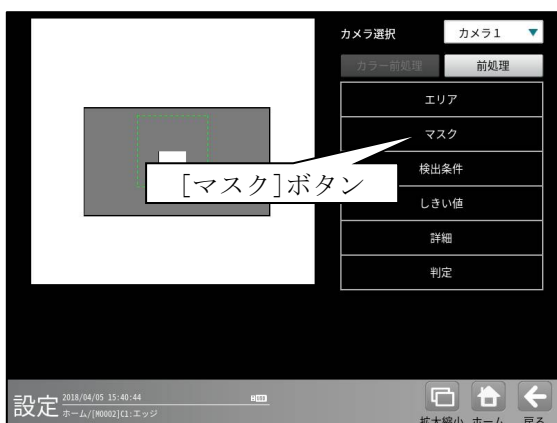 カメラ選択
カメラ1
カラー前処理
前処理
エリア
マスク
[マスク]ボタン
検出条件
しきい値
詳細
判定
設定
2018/04/05 15:40:44
ホーム/[M0002]C1:エッジ
拡大縮小
ホーム
戻る